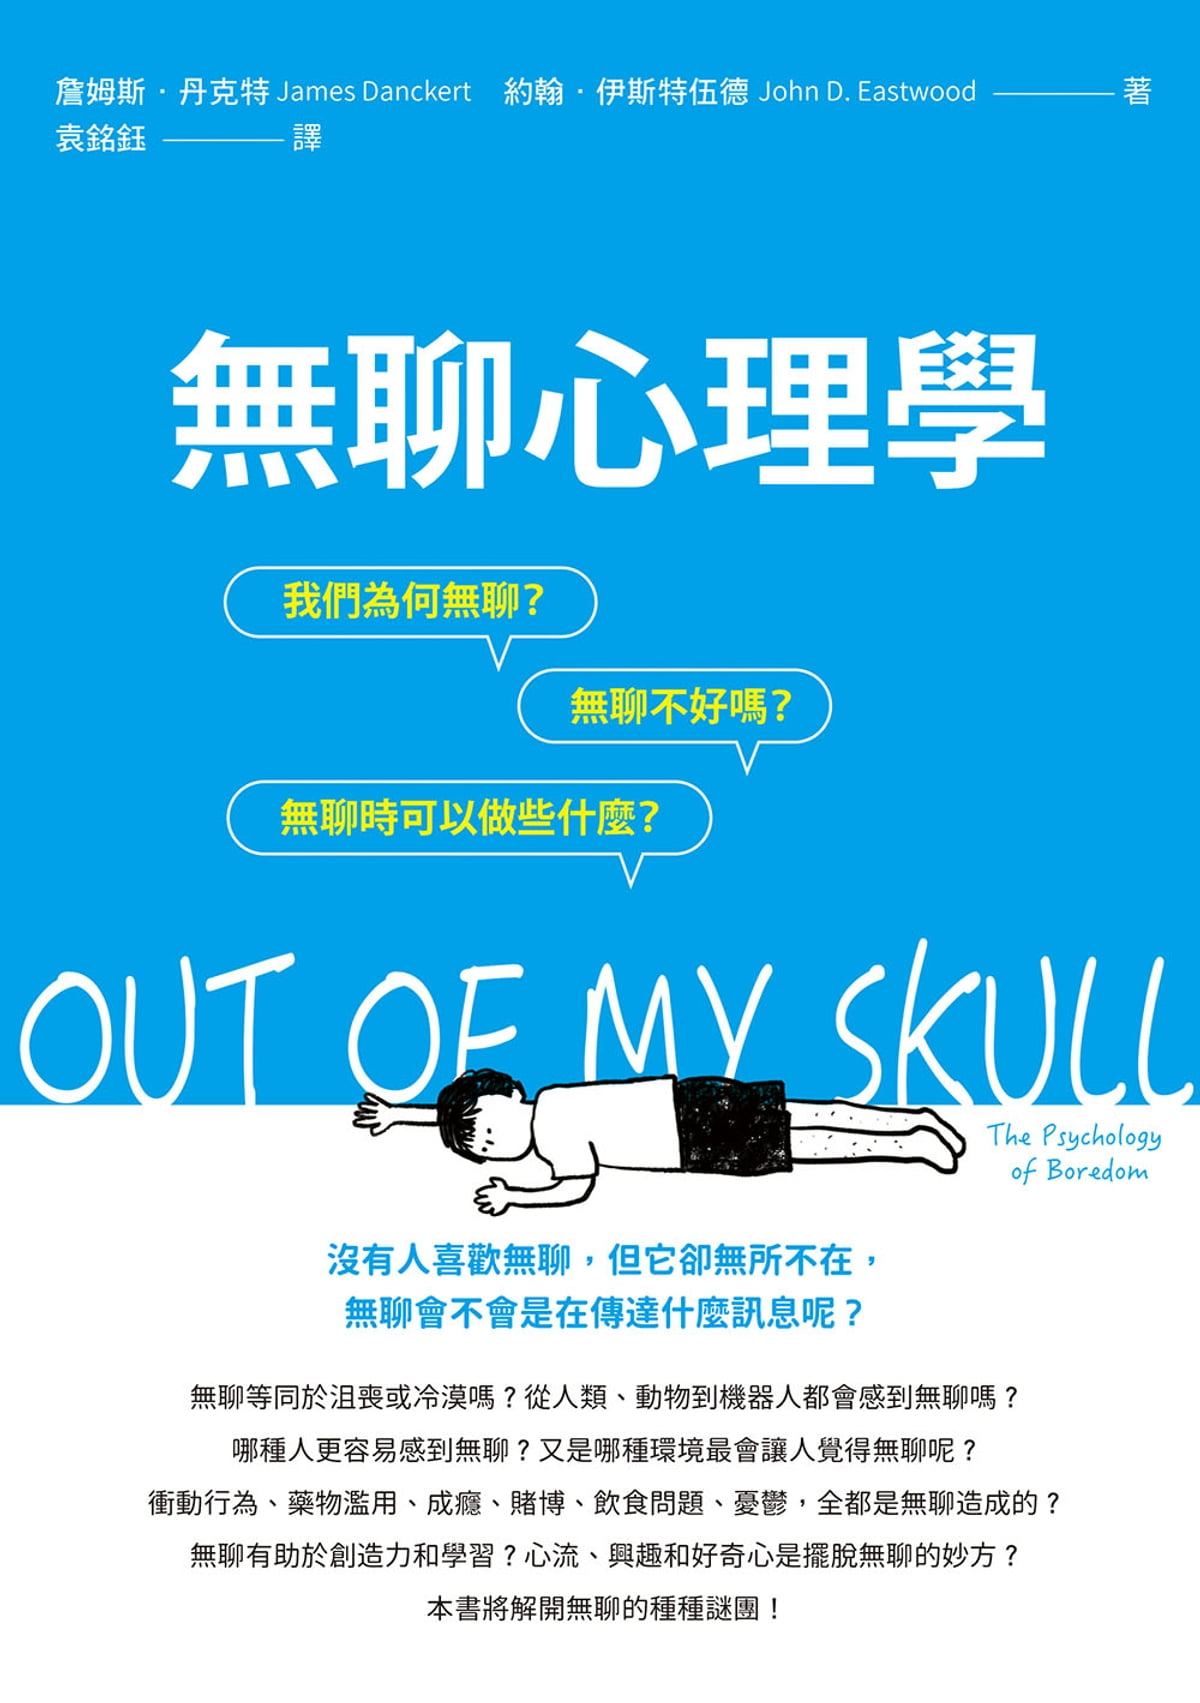 詹姆斯．丹克特 James Danckert 約翰．伊斯特伍德 John D. Eastwood 著
袁銘鈺 譯
無聊心理學
我們為何無聊？
無聊不好嗎？
無聊時可以做些什麼？
OUT OF MY SKULL
The Psychology
of Boredom
沒有人喜歡無聊，但它卻無所不在，
無聊會不會是在傳達什麼訊息呢？
無聊等同於沮喪或冷漠嗎？從人類、動物到機器人都會感到無聊嗎？
哪種人更容易感到無聊？又是哪種環境最會讓人覺得無聊呢？
衝動行為、藥物濫用、成癮、賭博、飲食問題、憂鬱，全都是無聊造成的？
無聊有助於創造力和學習？心流、興趣和好奇心是擺脫無聊的妙方？
本書將解開無聊的種種謎團！